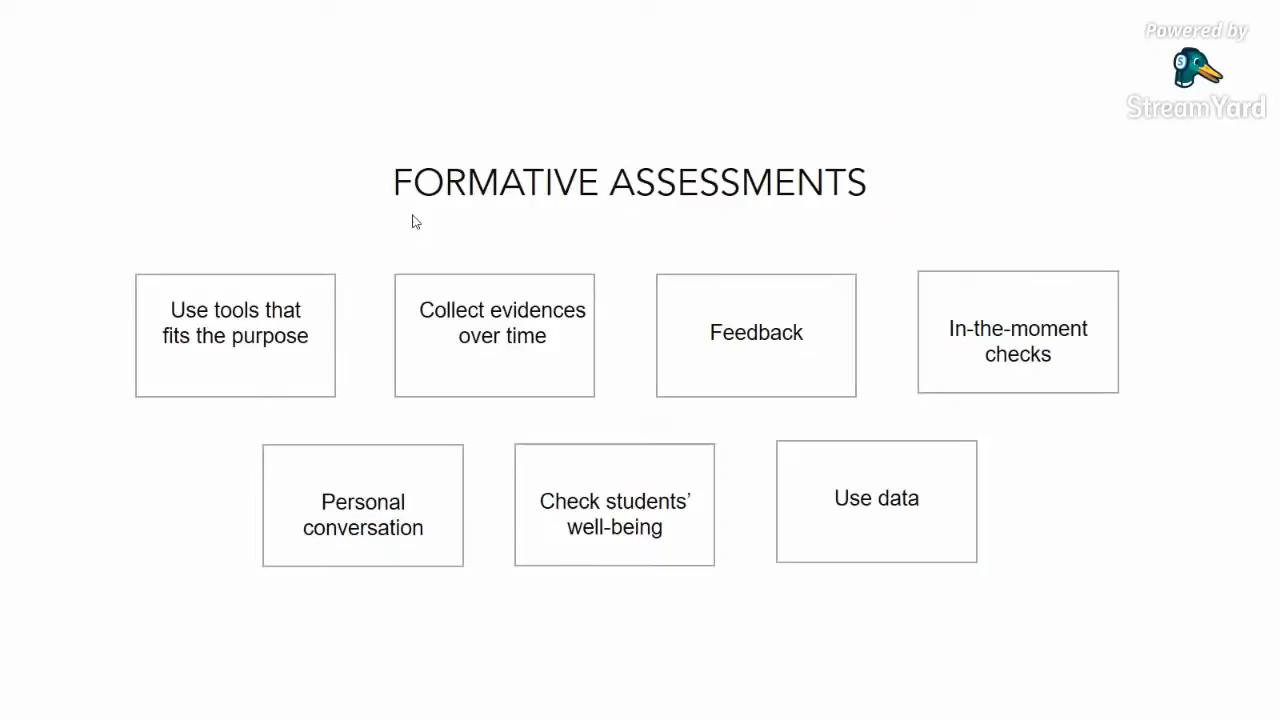 Powered by
StreamYard
FORMATIVE ASSESSMENTS
Use tools that
fits the purpose
Collect evidences
over time
Feedback
In-the-moment
checks
Personal
conversation
Check students’
well-being
Use data